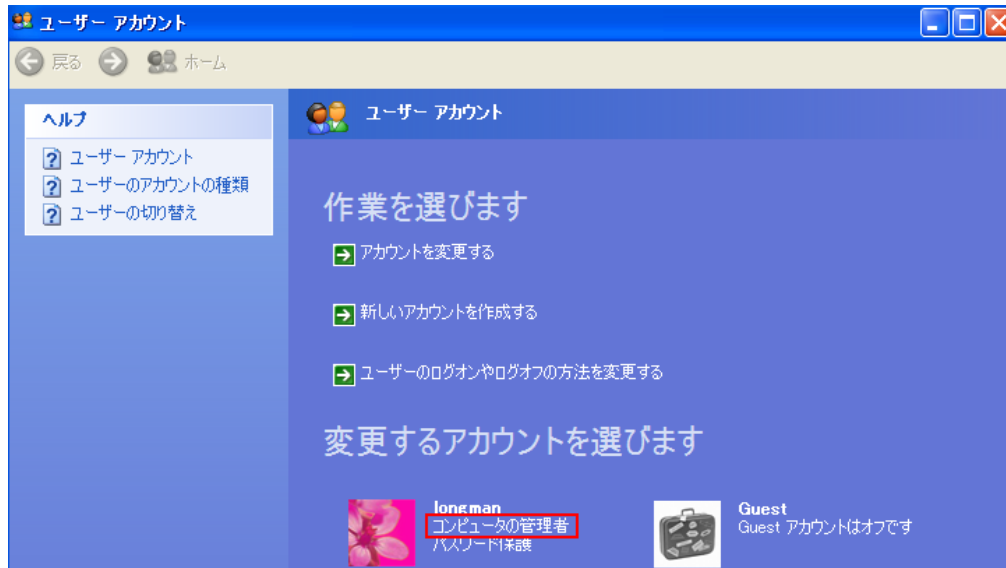 ユーザー アカウント
戻る ホーム
ヘルプ
ユーザー アカウント
ユーザーのアカウントの種類
ユーザーの切り替え
ユーザー アカウント
作業を選びます
アカウントを変更する
新しいアカウントを作成する
ユーザーのログオンやログオフの方法を変更する
変更するアカウントを選びます
longman
コンピュータの管理者
パスワード保護
Guest
Guest アカウントはオフです